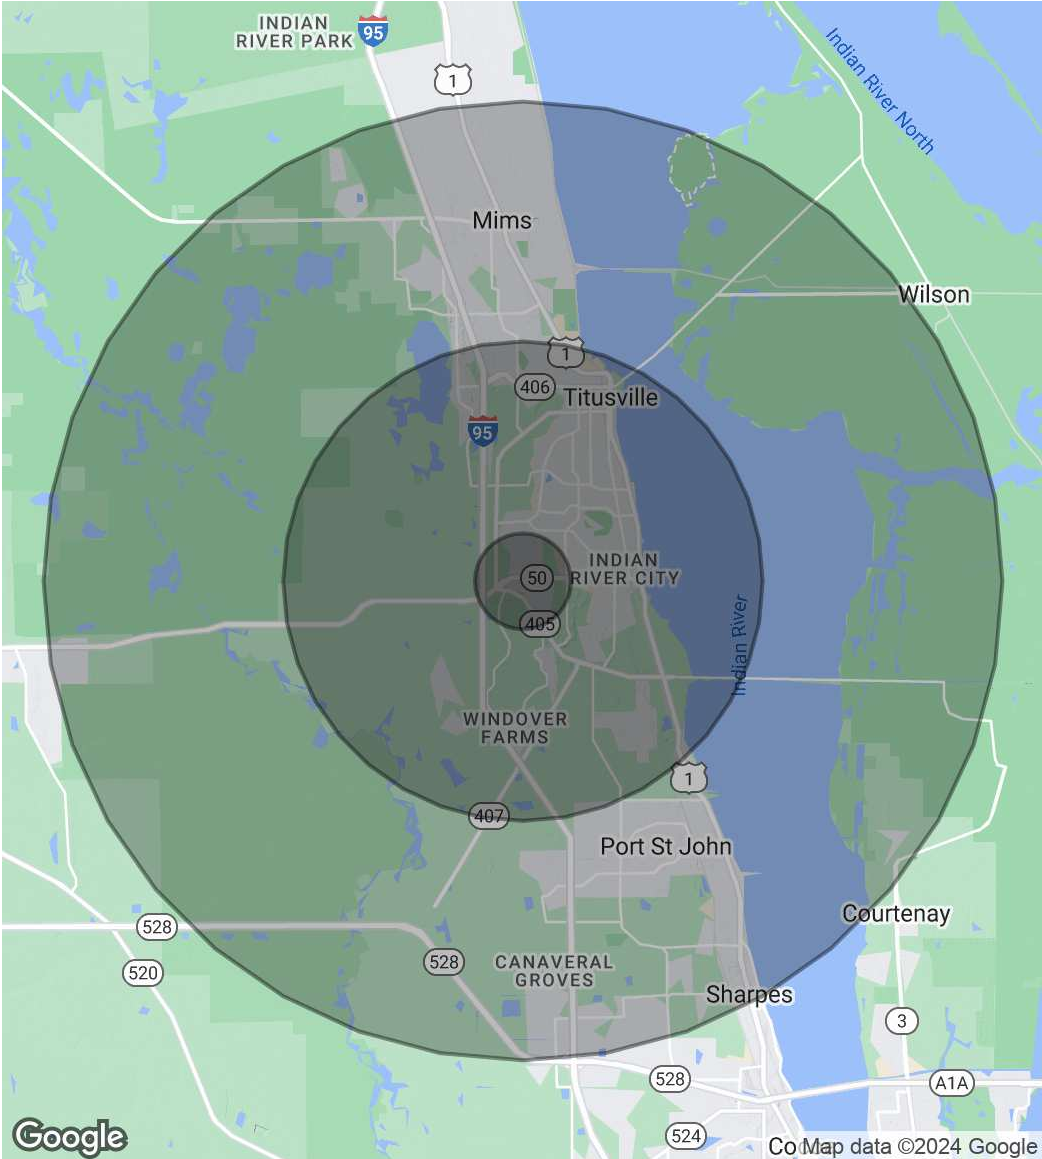 INDIAN
RIVER PARK
95
1
Indian River North
Mims
Wilson
1
406
Titusville
95
INDIAN
RIVER CITY
50
405
Indian River
WINDOVER
FARMS
1
407
Port St John
Courtenay
528
528
520
CANAVERAL
GROVES
Sharpes
3
528
A1A
524
Google
Map data ©2024 Google